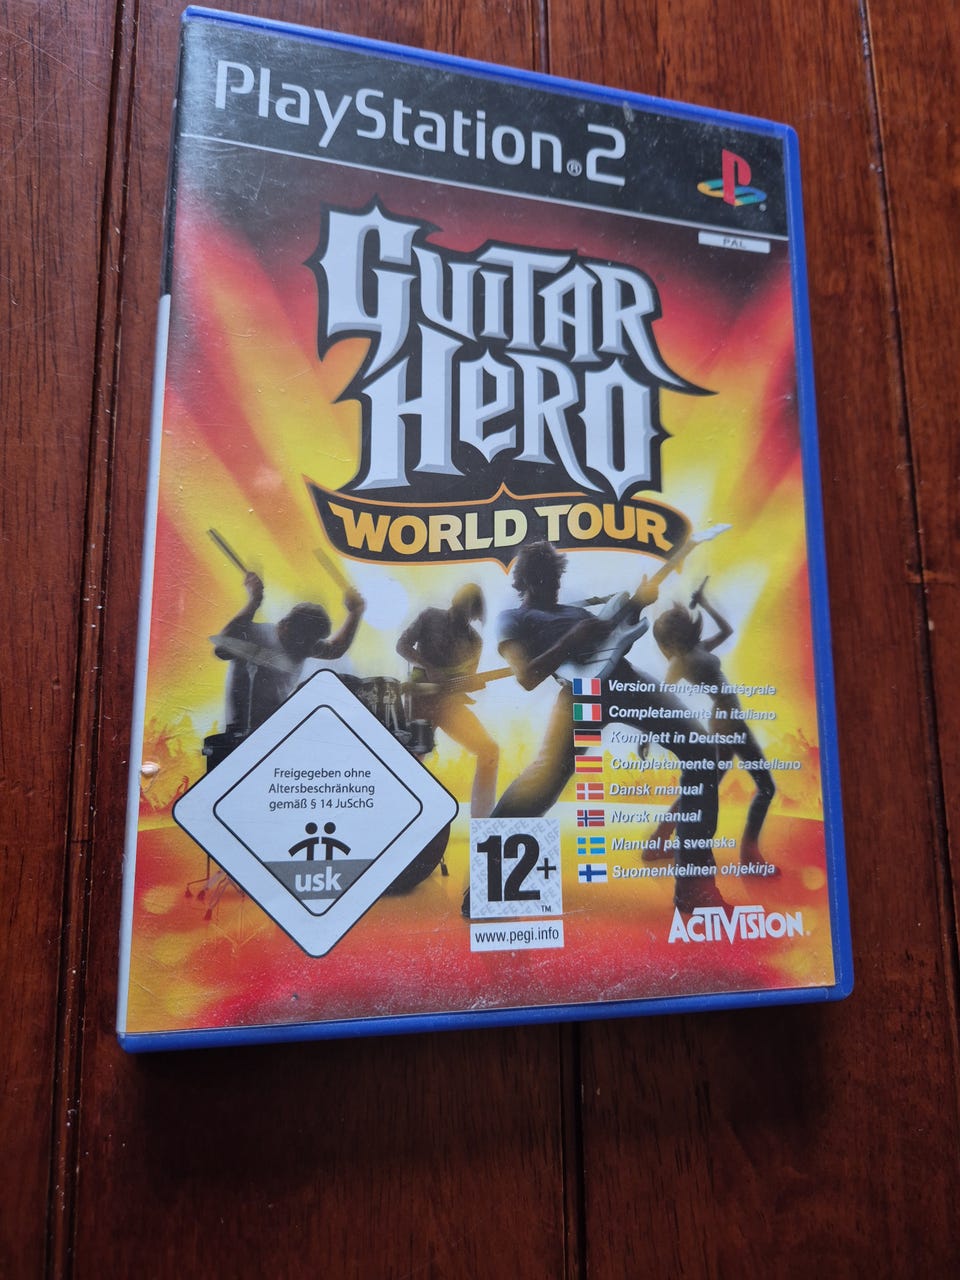 PlayStation®2
PAL
GUITAR
HERO
WORLD TOUR
Version française intégrale
Completamente in italiano
Komplett in Deutsch!
Completamente en castellano
Dansk manual
Norsk manual
Manual på svenska
Suomenkielinen ohjekirja
Freigegeben ohne
Altersbeschränkung
gemäß § 14 JuSchG
usk
12+
™
www.pegi.info
ACTIVISION®